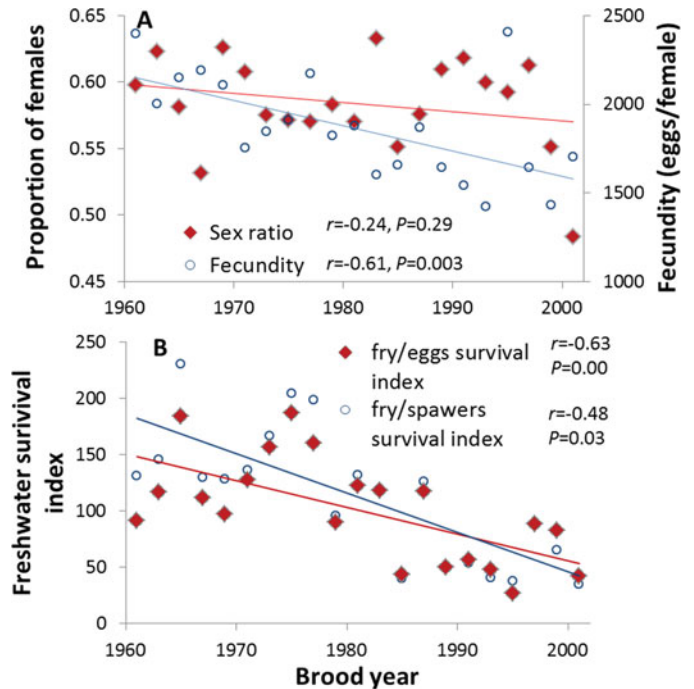 A
0.65
0.60
0.55
0.50
0.45
Proportion of females
2500
2000
1500
1000
Fecundity (eggs/female)
Sex ratio r=-0.24, P=0.29
Fecundity r=-0.61, P=0.003
1960 1970 1980 1990 2000
B
250
200
150
100
50
0
Freshwater surival
index
fry/eggs survival
index
r=-0.63
P=0.00
fry/spawers
survival index
r=-0.48
P=0.03
1960 1970 1980 1990 2000
Brood year